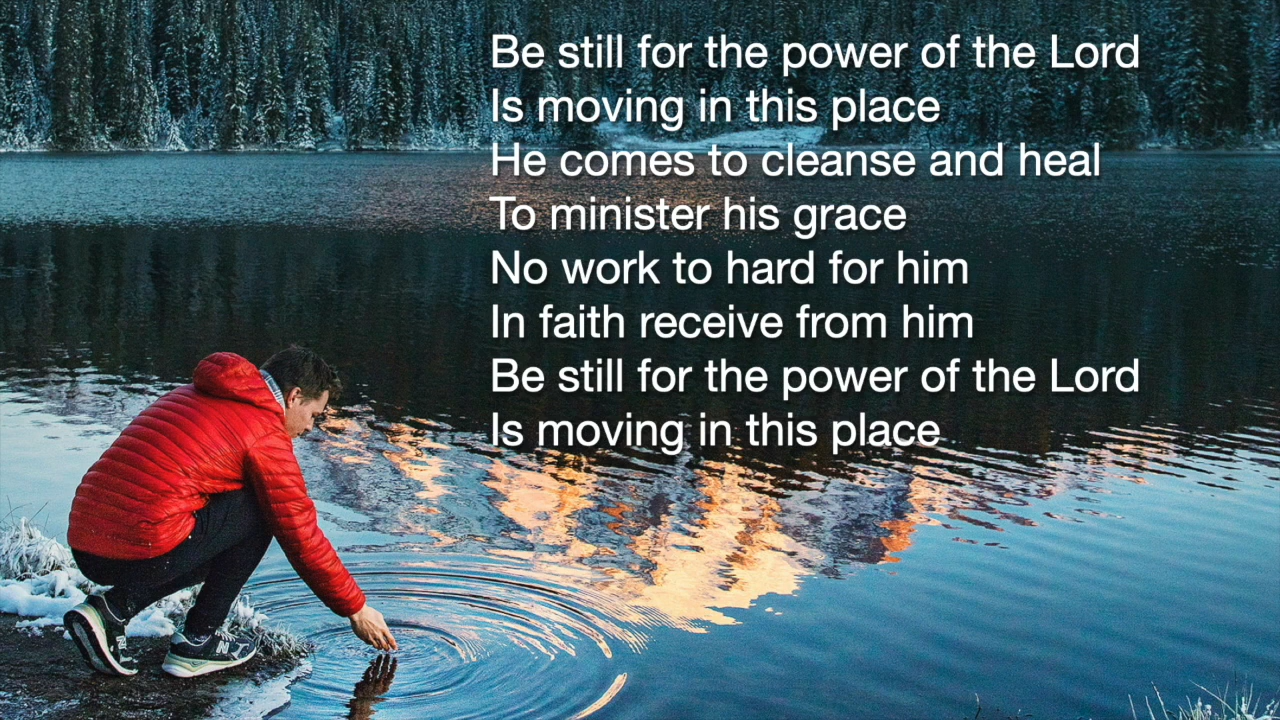 Be still for the power of the Lord
Is moving in this place
He comes to cleanse and heal
To minister his grace
No work to hard for him
In faith receive from him
Be still for the power of the Lord
Is moving in this place
N
N